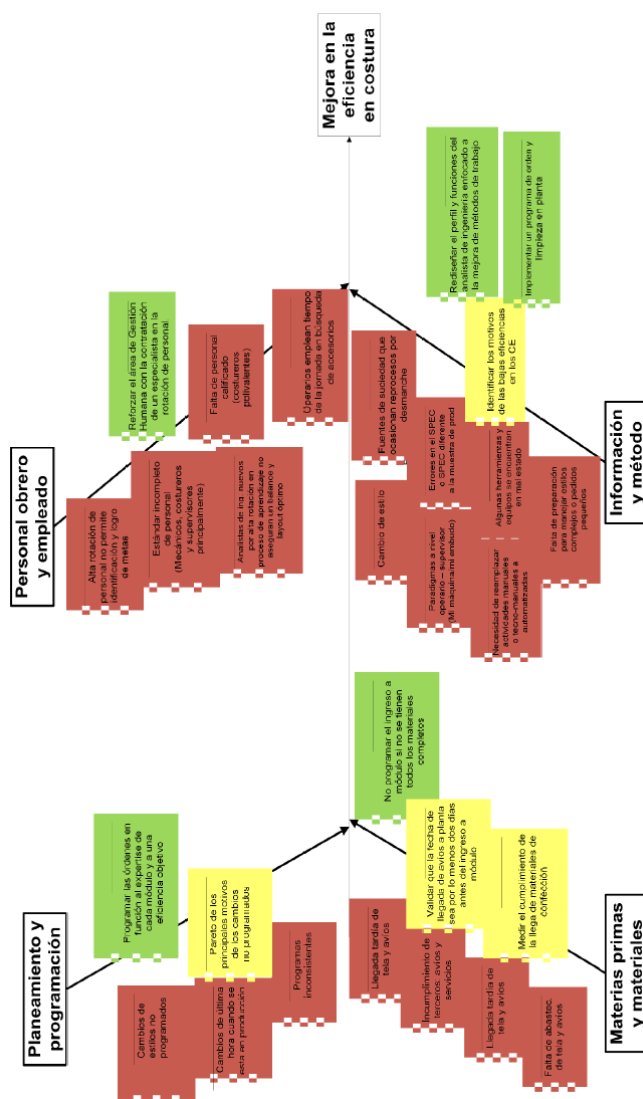 Planeamiento y
programación
Cambios de
estilos no
programados
Cambios de última
hora cuando se
esta en producción
Programas
inconsistentes
Programar las órdenes en
función al expertise de
cada módulo y a una
eficiencia objetivo
Pareto de los
principales motivos
de los cambios
no programados
Personal obrero
y empleado
Alta rotación de
personal no permite
identificación y logro
de metas
Estándar incompleto
de personal
(Mecánicos, costureros
y supervisores
principalmente)
Analistas de ing. nuevos
por alta rotación en
proceso de aprendizaje no
aseguran un balance y
layout óptimo
Reforzar el área de Gestión
Humana con la contratación
de un especialista en la
rotación de personal
Falta de personal
calificado
(costureros
polivalentes)
Operarios emplean tiempo
de la jornada en búsqueda
de accesorios
Mejora en la
eficiencia
en costura
Materias primas
y materiales
Llegada tardía de
tela y avíos
Incumplimiento de
terceros: avíos y
servicios
Llegada tardía de
tela y avíos
Falta de abastec.
de tela y avíos
No programar el ingreso a
módulo si no se tienen
todos los materiales
completos
Validar que la fecha de
llegada de avíos a planta
sea por lo menos dos días
antes del ingreso a
módulo
Medir el cumplimiento de
la llega de materiales de
confección
Información
y método
Cambio de estilo
Paradigmas a nivel
operario – supervisor
(Mi máquina/mi embudo)
Necesidad de reemplazar
actividades manuales
o tecno-manuales a
automatizadas
Fuentes de suciedad que
ocasionan reprocesos por
desmanche
Errores en el SPEC
o SPEC diferente
a la muestra de prod
Algunas herramientas y
equipos se encuentran
en mal estado
Falta de preparación
para manejar estilos
complejos o pedidos
pequeños
Identificar los motivos
de las bajas eficiencias
en los CE
Rediseñar el perfil y funciones del
analista de ingeniería enfocado a
la mejora de métodos de trabajo
Implementar un programa de orden y
limpieza en planta